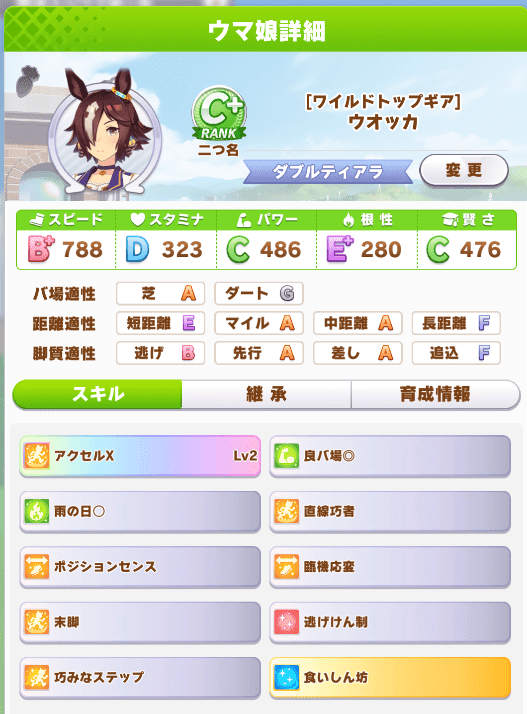 ウマ娘詳細
C+
RANK
二つ名
[ワイルドトップギア]
ウオッカ
ダブルティアラ
変更
スピード スタミナ パワー 根性 賢さ
B+ 788 D 323 C 486 E+ 280 C 476
バ場適性 芝 A ダート G
距離適性 短距離 E マイル A 中距離 A 長距離 F
脚質適性 逃げ B 先行 A 差し A 追込 F
スキル 継承 育成情報
アクセルX Lv2 良バ場◎
雨の日○ 直線巧者
ポジションセンス 臨機応変
末脚 逃げけん制
巧みなステップ 食いしん坊